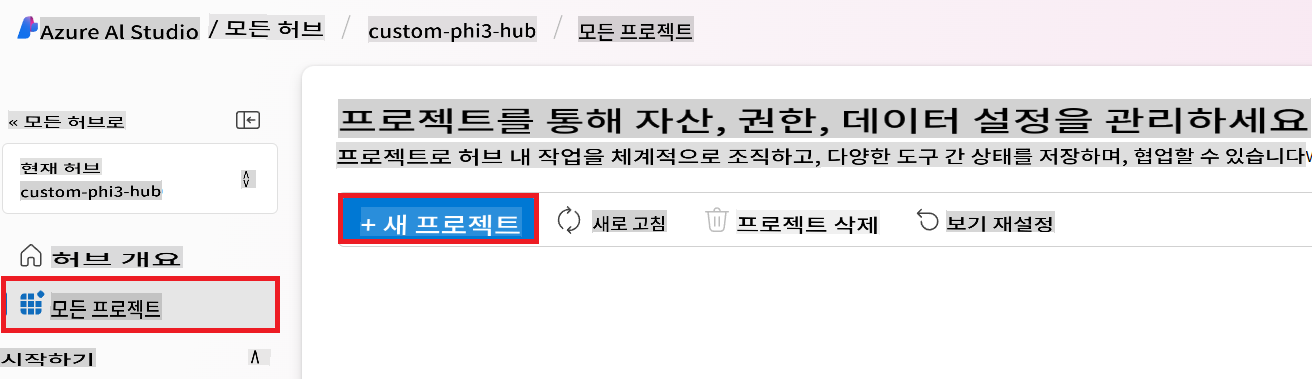 Azure AI Studio / 모든 허브 / custom-phi3-hub / 모든 프로젝트
« 모든 허브로
현재 허브
custom-phi3-hub
허브 개요
모든 프로젝트
시작하기
프로젝트를 통해 자산, 권한, 데이터 설정을 관리하세요
프로젝트로 허브 내 작업을 체계적으로 조직하고, 다양한 도구 간 상태를 저장하며, 협업할 수 있습니다
+ 새 프로젝트 새로 고침 프로젝트 삭제 보기 재설정